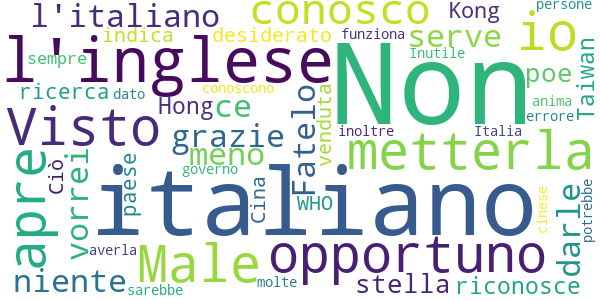 l'italiano conosco Kong persone
indica desiderato funziona io
l'inglese serve Inutile
sempre Non poe Taiwan
ricerca dato conoscono
Visto Hong ce anima
grazie inoltre Italia errore
apre vorrei Ciò meno Fatelo venduta metterla
paese governo
italiano Cina WHO darle cinese potrebbe
Male opportuno
averla
niente stella riconosce
sarebbe molte